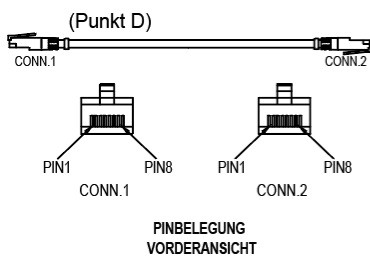 (Punkt D)
CONN.1 CONN.2
PIN1 PIN8 PIN1 PIN8
CONN.1 CONN.2
PINBELEGUNG
VORDERANSICHT